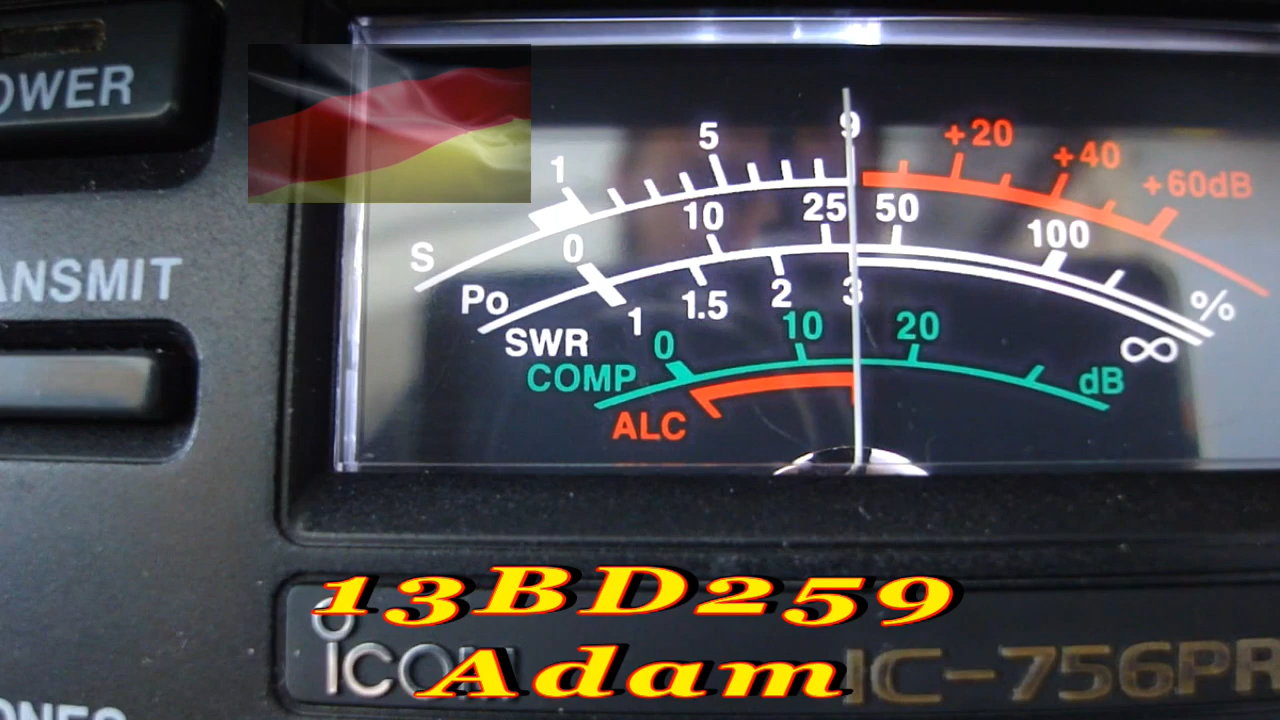 OWER
ANSMIT
ONES
S 1 5 9 +20 +40 +60dB
Po 0 10 25 50 100 %
SWR 1 1.5 2 3 ∞
COMP 0 10 20 dB
ALC
13BD259
ICOM IC-756PR
Adam